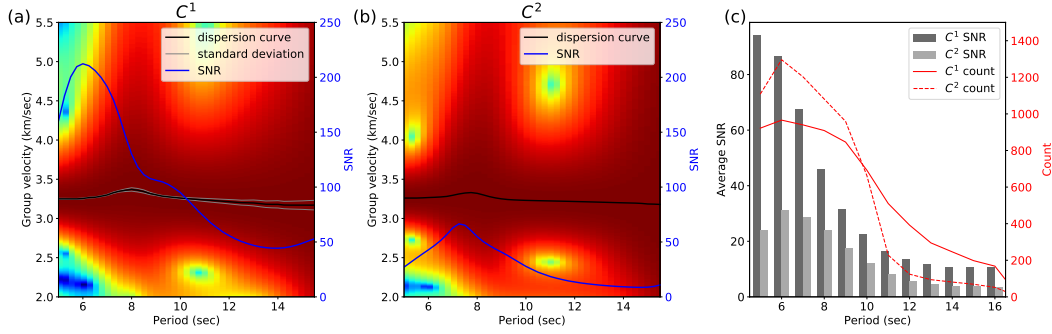 (a)
C¹
5.5
5.0
4.5
4.0
3.5
3.0
2.5
2.0
Group velocity (km/sec)
dispersion curve
standard deviation
SNR
250
200
150
100
50
0
SNR
6 8 10 12 14
Period (sec)
(b)
C²
5.5
5.0
4.5
4.0
3.5
3.0
2.5
2.0
Group velocity (km/sec)
dispersion curve
SNR
250
200
150
100
50
0
SNR
6 8 10 12 14
Period (sec)
(c)
80
60
40
20
0
Average SNR
C¹ SNR
C² SNR
C¹ count
C² count
1400
1200
1000
800
600
400
200
0
Count
6 8 10 12 14 16
Period (sec)